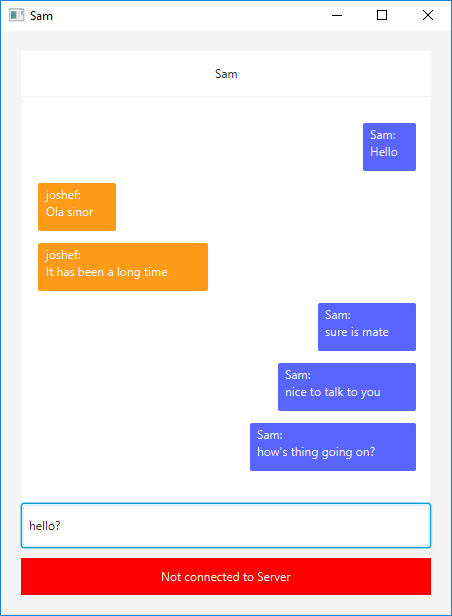 Sam
Sam
Sam:
Hello
joshef:
Ola sinor
joshef:
It has been a long time
Sam:
sure is mate
Sam:
nice to talk to you
Sam:
how's thing going on?
hello?
Not connected to Server